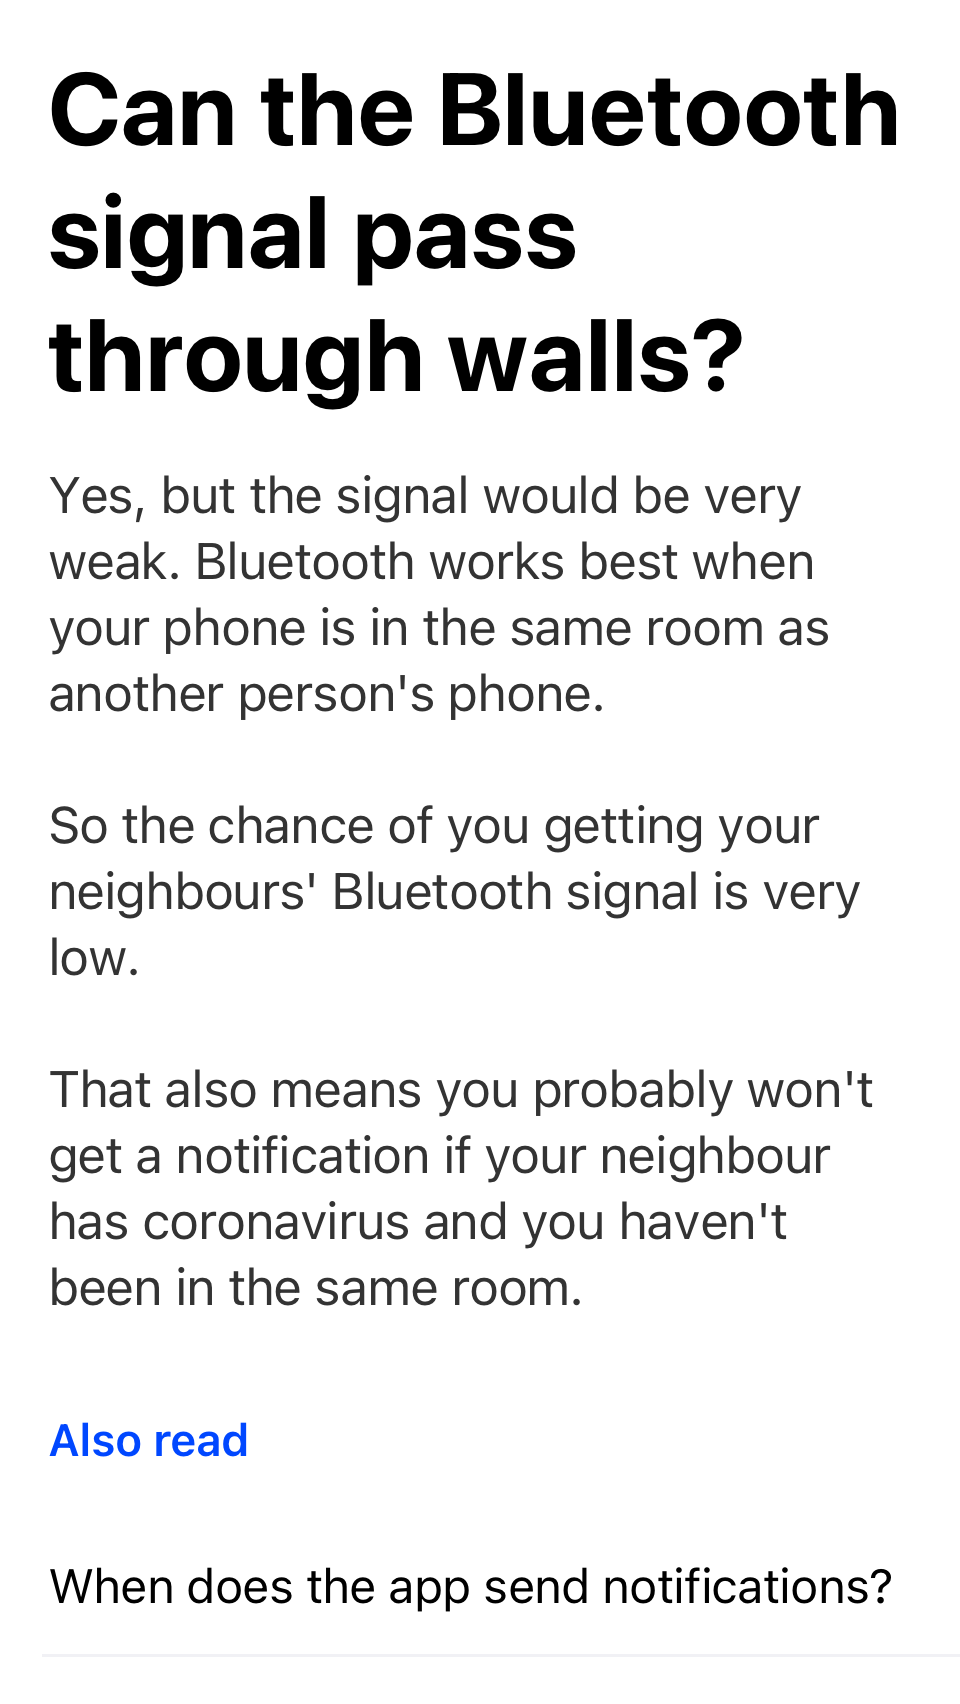 Can the Bluetooth
signal pass
through walls?
Yes, but the signal would be very
weak. Bluetooth works best when
your phone is in the same room as
another person's phone.
So the chance of you getting your
neighbours' Bluetooth signal is very
low.
That also means you probably won't
get a notification if your neighbour
has coronavirus and you haven't
been in the same room.
Also read
When does the app send notifications?